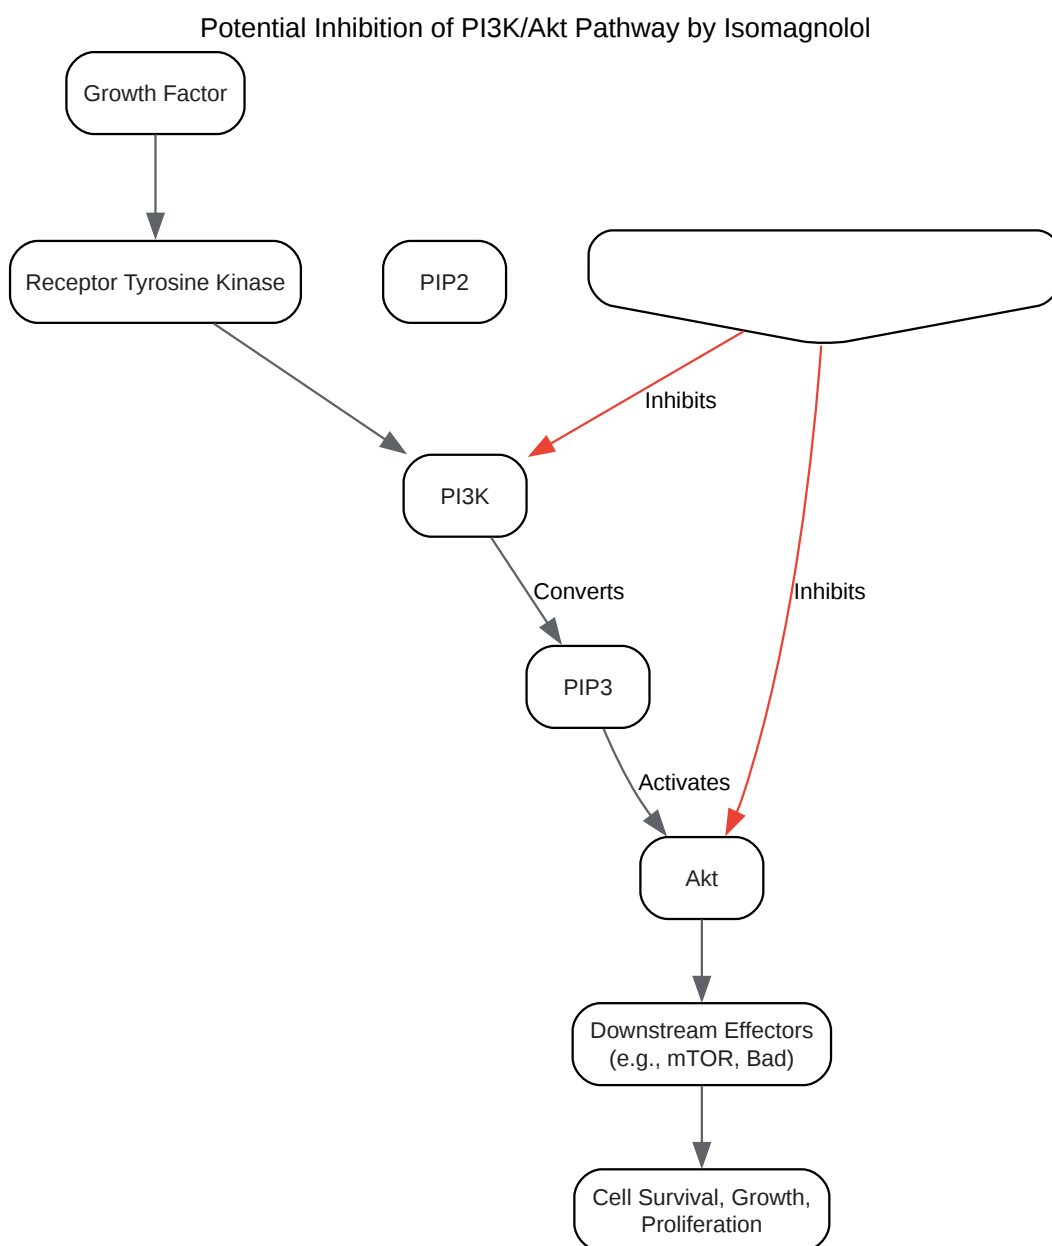 Potential Inhibition of PI3K/Akt Pathway by Isomagnolol
Growth Factor
Receptor Tyrosine Kinase
PIP2
Inhibits
PI3K
Converts
Inhibits
PIP3
Activates
Akt
Downstream Effectors
(e.g., mTOR, Bad)
Cell Survival, Growth,
Proliferation